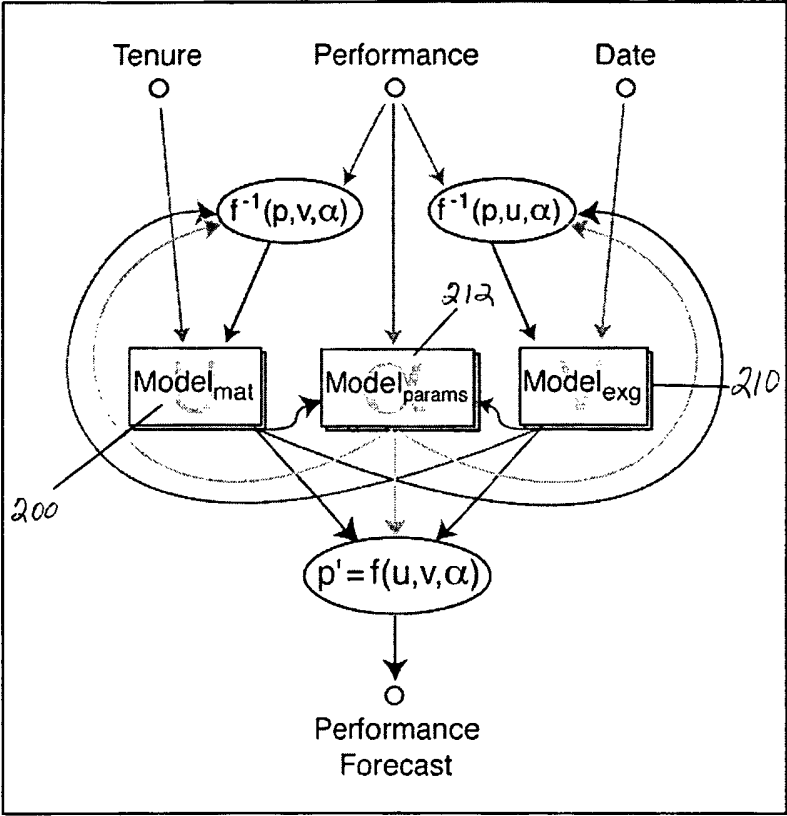 Tenure Performance Date
f⁻¹(p,v,α) f⁻¹(p,u,α)
212
Model_mat Model_params Model_exg
U α V
210
200
p'=f(u,v,α)
Performance
Forecast